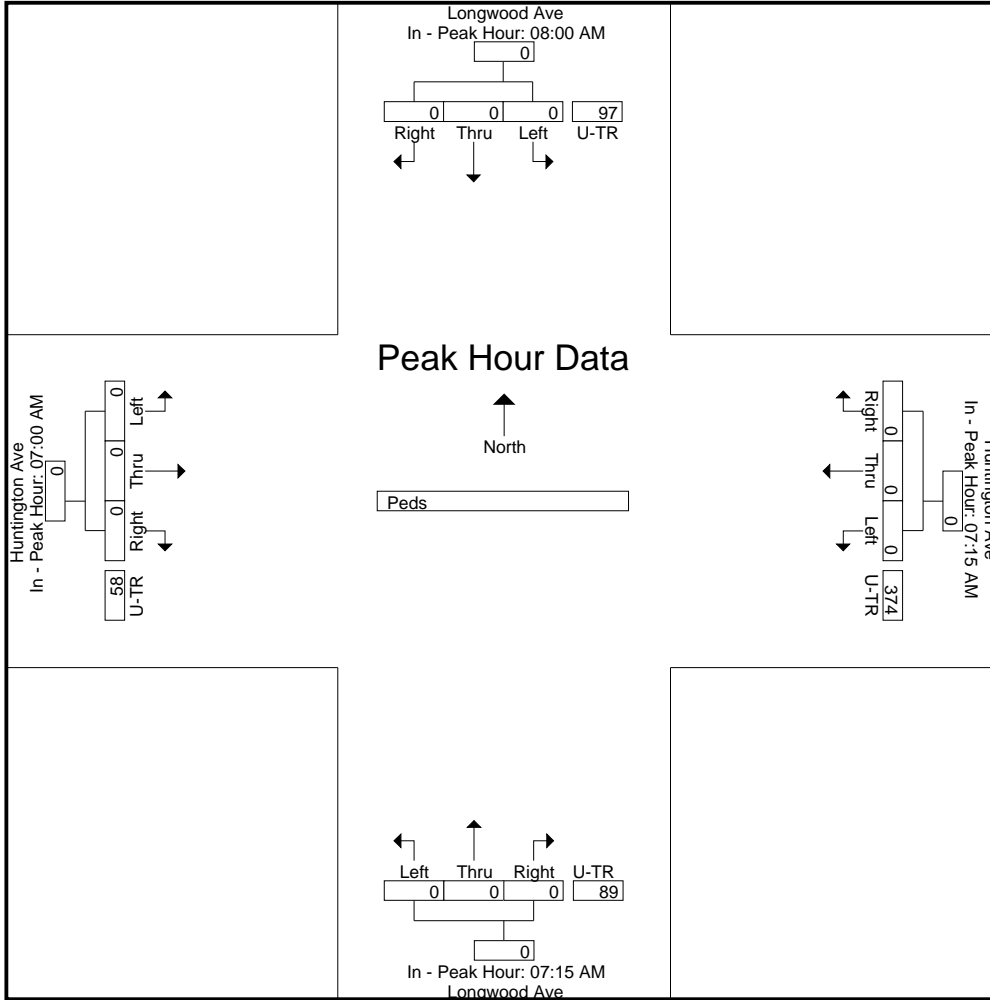 Longwood Ave
In - Peak Hour: 08:00 AM
0
0 0 0 97
Right Thru Left U-TR
Peak Hour Data
North
Peds
Huntington Ave
In - Peak Hour: 07:00 AM
0
0 0 0 58
Left Thru Right U-TR
Huntington Ave
In - Peak Hour: 07:15 AM
0
0 0 0 374
Right Thru Left U-TR
Left Thru Right U-TR
0 0 0 89
0
In - Peak Hour: 07:15 AM
Longwood Ave